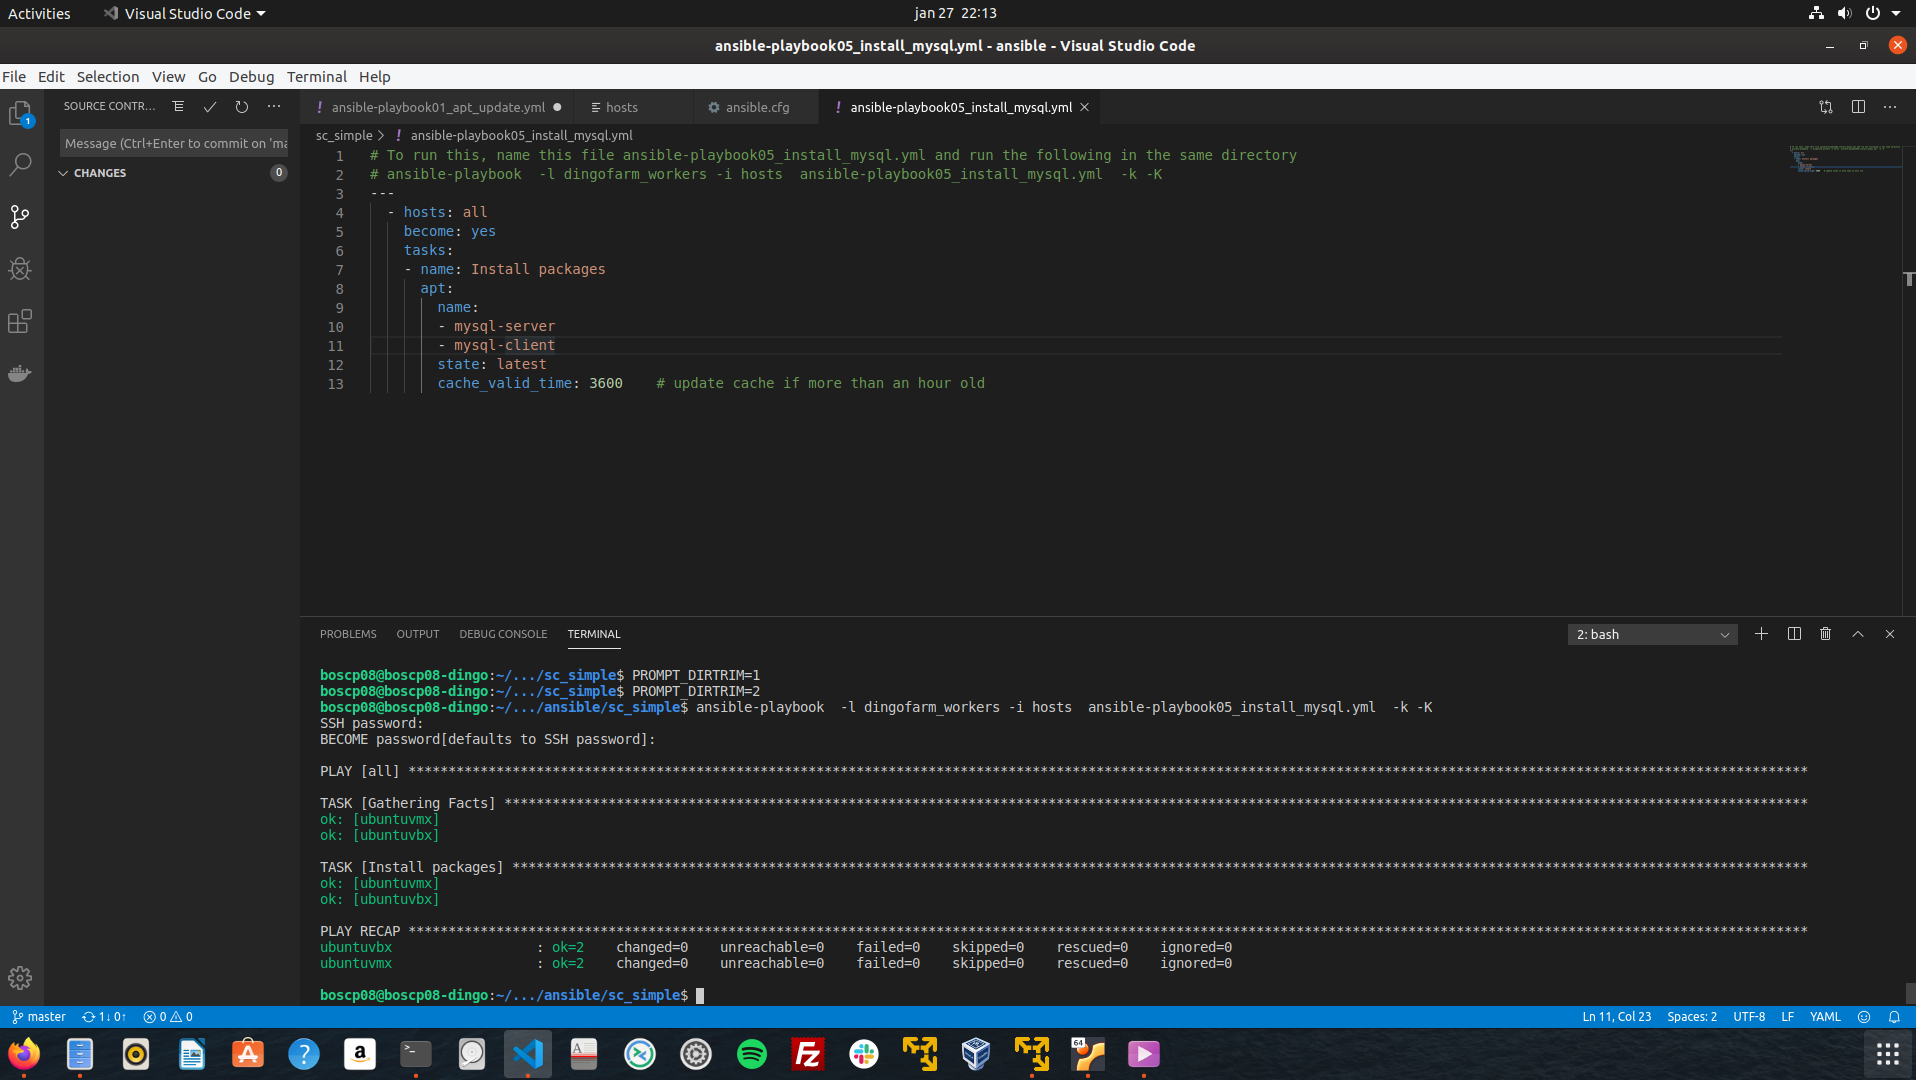 Activities
Visual Studio Code
jan 27 22:13
ansible-playbook05_install_mysql.yml - ansible - Visual Studio Code
File Edit Selection View Go Debug Terminal Help
SOURCE CONTR...
ansible-playbook01_apt_update.yml
hosts
ansible.cfg
ansible-playbook05_install_mysql.yml
1
Message (Ctrl+Enter to commit on 'ma
CHANGES 0
sc_simple > ! ansible-playbook05_install_mysql.yml
1 # To run this, name this file ansible-playbook05_install_mysql.yml and run the following in the same directory
2 # ansible-playbook  -l dingofarm_workers -i hosts  ansible-playbook05_install_mysql.yml  -k -K
3 ---
4   - hosts: all
5     become: yes
6     tasks:
7     - name: Install packages
8       apt:
9         name:
10         - mysql-server
11         - mysql-client
12         state: latest
13         cache_valid_time: 3600    # update cache if more than an hour old
PROBLEMS OUTPUT DEBUG CONSOLE TERMINAL
2: bash
boscp08@boscp08-dingo:~/.../sc_simple$ PROMPT_DIRTRIM=1
boscp08@boscp08-dingo:~/.../sc_simple$ PROMPT_DIRTRIM=2
boscp08@boscp08-dingo:~/.../ansible/sc_simple$ ansible-playbook  -l dingofarm_workers -i hosts  ansible-playbook05_install_mysql.yml  -k -K
SSH password:
BECOME password[defaults to SSH password]:
PLAY [all] *******************************************************************************************************************************************************************************
TASK [Gathering Facts] *******************************************************************************************************************************************************************
ok: [ubuntuvmx]
ok: [ubuntuvbx]
TASK [Install packages] ******************************************************************************************************************************************************************
ok: [ubuntuvmx]
ok: [ubuntuvbx]
PLAY RECAP *******************************************************************************************************************************************************************************
ubuntuvbx                  : ok=2    changed=0    unreachable=0    failed=0    skipped=0    rescued=0    ignored=0
ubuntuvmx                  : ok=2    changed=0    unreachable=0    failed=0    skipped=0    rescued=0    ignored=0
boscp08@boscp08-dingo:~/.../ansible/sc_simple$
master 1↓ 0↑ 0 0
Ln 11, Col 23 Spaces: 2 UTF-8 LF YAML